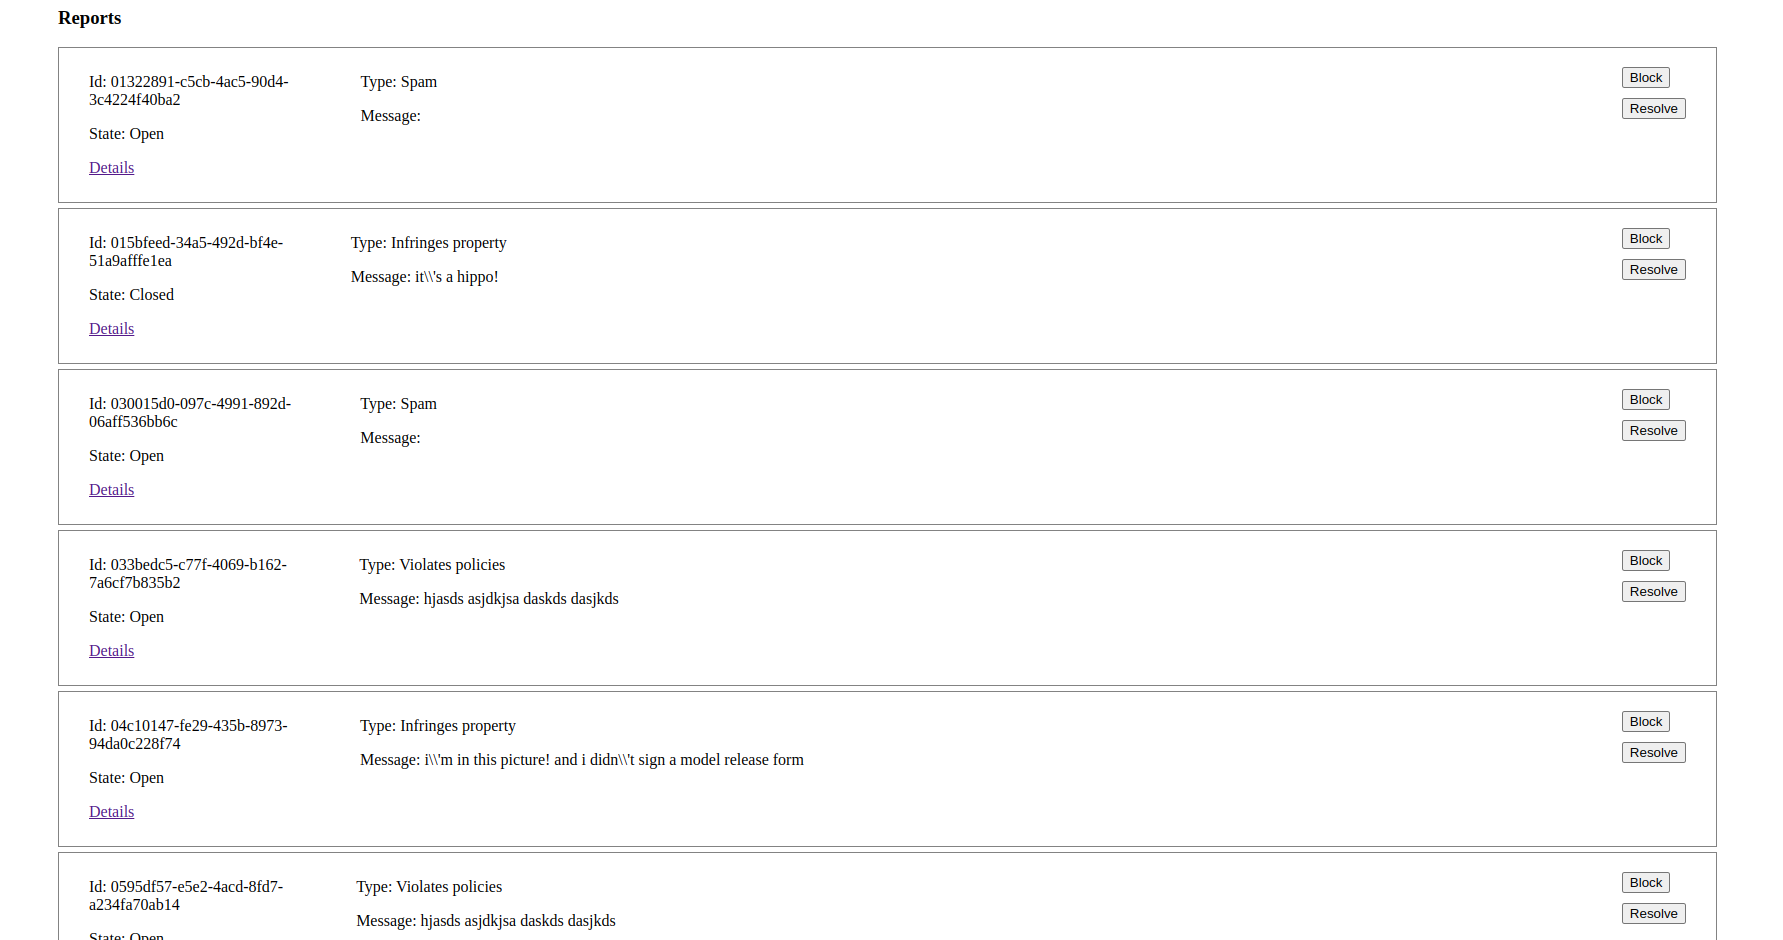 Reports
Id: 01322891-c5cb-4ac5-90d4-
3c4224f40ba2
State: Open
Details
Type: Spam
Message:
Block
Resolve
Id: 015bfeed-34a5-492d-bf4e-
51a9afffe1ea
State: Closed
Details
Type: Infringes property
Message: it\\'s a hippo!
Block
Resolve
Id: 030015d0-097c-4991-892d-
06aff536bb6c
State: Open
Details
Type: Spam
Message:
Block
Resolve
Id: 033bedc5-c77f-4069-b162-
7a6cf7b835b2
State: Open
Details
Type: Violates policies
Message: hjasds asjdkjsa daskds dasjkds
Block
Resolve
Id: 04c10147-fe29-435b-8973-
94da0c228f74
State: Open
Details
Type: Infringes property
Message: i\\'m in this picture! and i didn\\'t sign a model release form
Block
Resolve
Id: 0595df57-e5e2-4acd-8fd7-
a234fa70ab14
State: Open
Type: Violates policies
Message: hjasds asjdkjsa daskds dasjkds
Block
Resolve